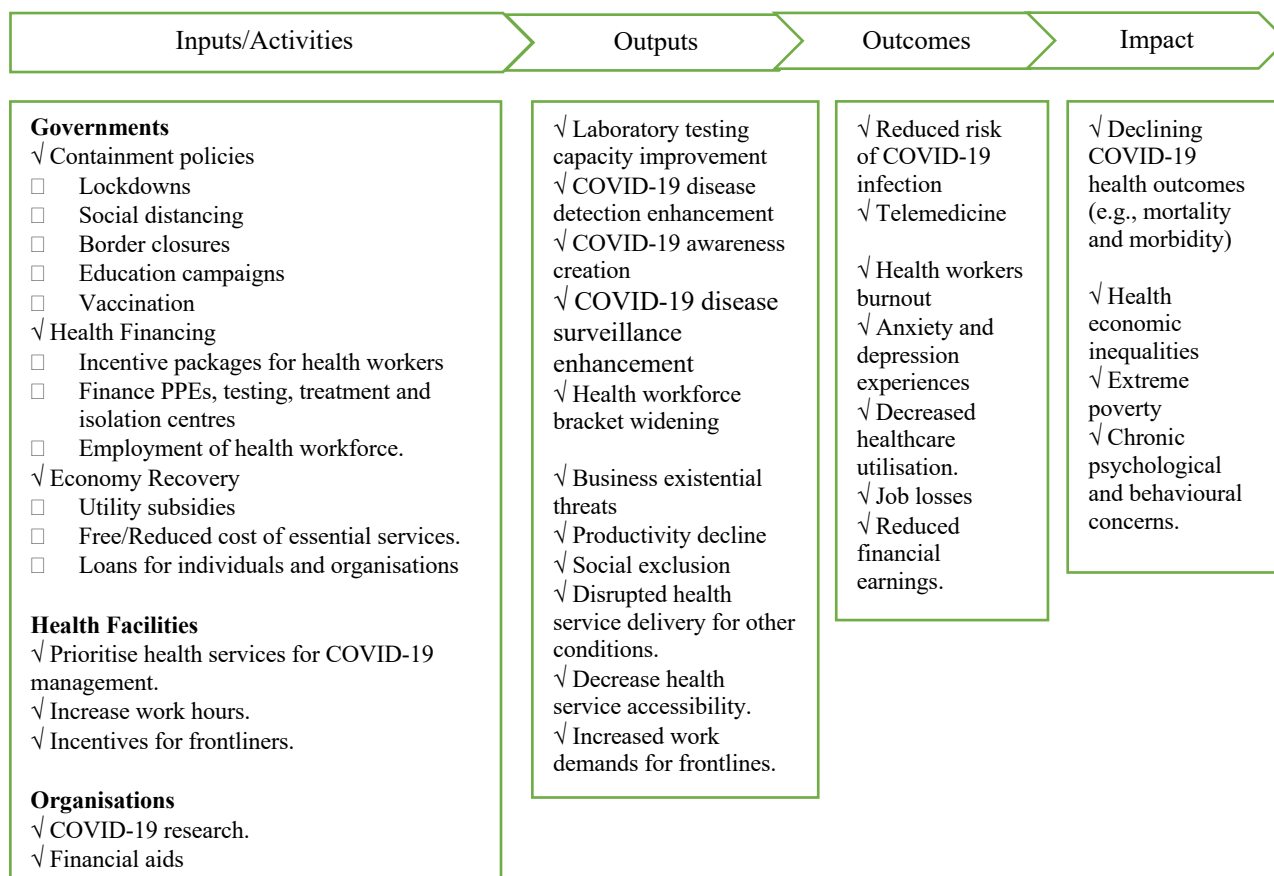 Inputs/Activities
Outputs
Outcomes
Impact
Governments
√ Containment policies
□ Lockdowns
□ Social distancing
□ Border closures
□ Education campaigns
□ Vaccination
√ Health Financing
□ Incentive packages for health workers
□ Finance PPEs, testing, treatment and
isolation centres
□ Employment of health workforce.
√ Economy Recovery
□ Utility subsidies
□ Free/Reduced cost of essential services.
□ Loans for individuals and organisations
Health Facilities
√ Prioritise health services for COVID-19
management.
√ Increase work hours.
√ Incentives for frontliners.
Organisations
√ COVID-19 research.
√ Financial aids
√ Laboratory testing
capacity improvement
√ COVID-19 disease
detection enhancement
√ COVID-19 awareness
creation
√ COVID-19 disease
surveillance
enhancement
√ Health workforce
bracket widening
√ Business existential
threats
√ Productivity decline
√ Social exclusion
√ Disrupted health
service delivery for other
conditions.
√ Decrease health
service accessibility.
√ Increased work
demands for frontlines.
√ Reduced risk
of COVID-19
infection
√ Telemedicine
√ Health workers
burnout
√ Anxiety and
depression
experiences
√ Decreased
healthcare
utilisation.
√ Job losses
√ Reduced
financial
earnings.
√ Declining
COVID-19
health outcomes
(e.g., mortality
and morbidity)
√ Health
economic
inequalities
√ Extreme
poverty
√ Chronic
psychological
and behavioural
concerns.